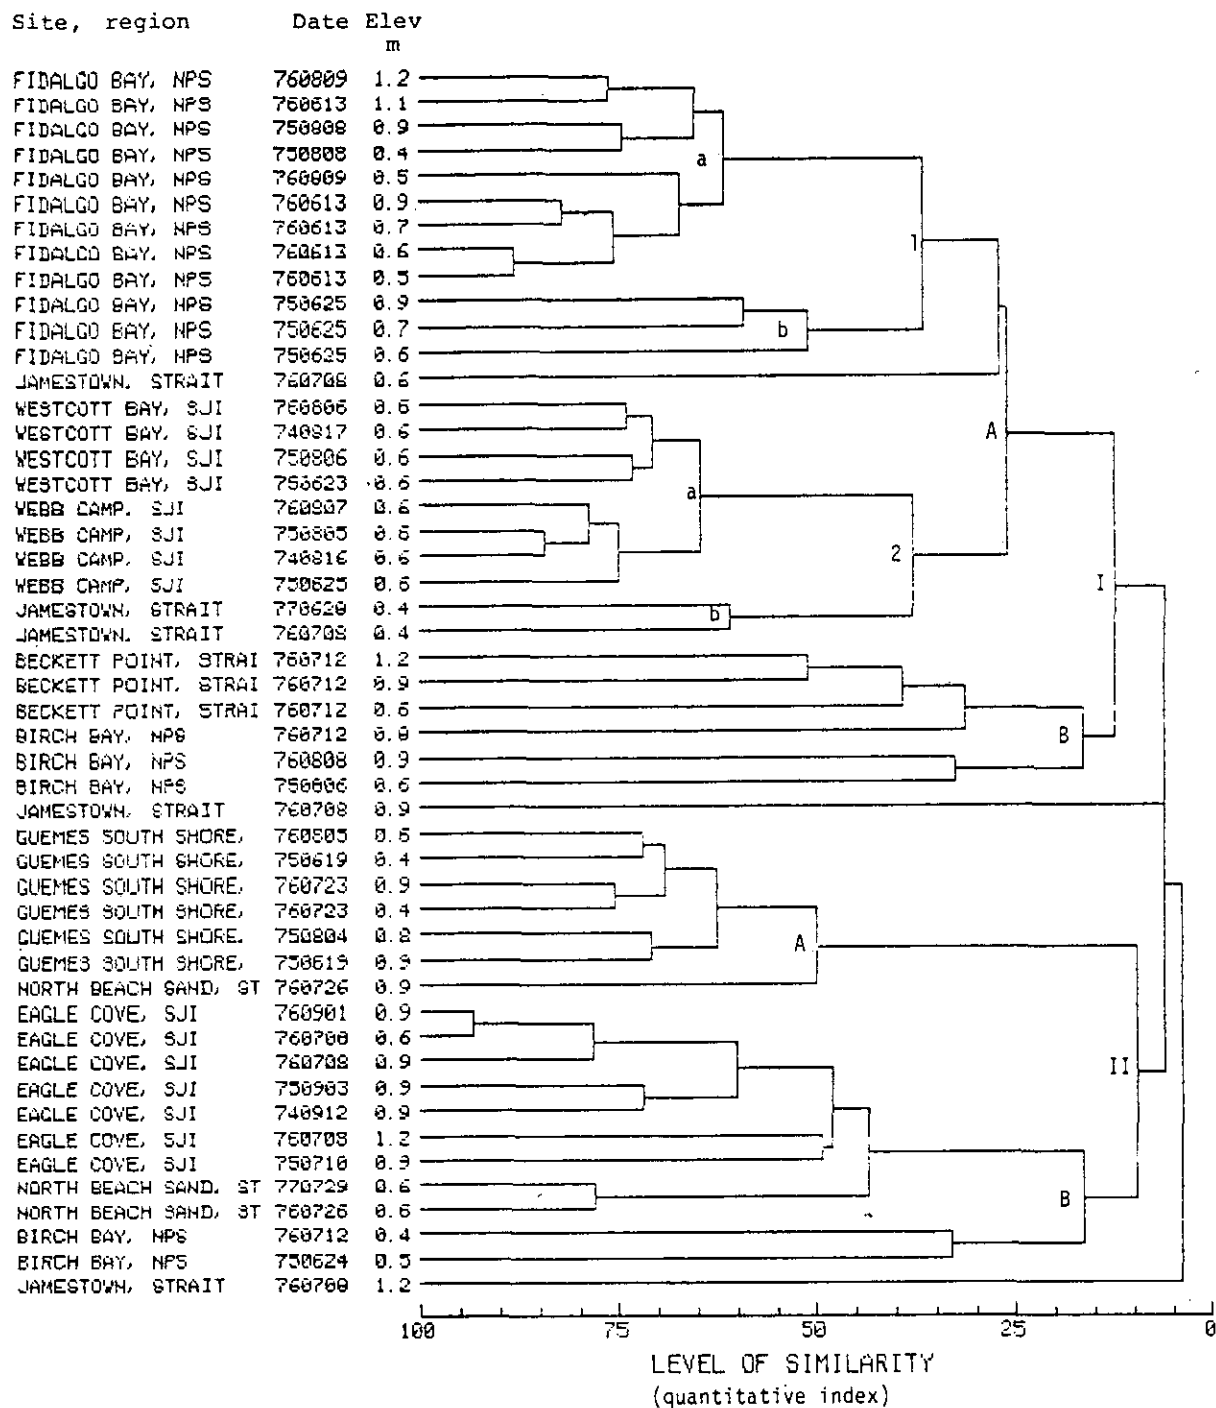 Site, region Date Elev
m
FIDALGO BAY, NPS 760809 1.2
FIDALGO BAY, NPS 760613 1.1
FIDALGO BAY, NPS 750808 0.9
FIDALGO BAY, NPS 750808 0.4
FIDALGO BAY, NPS 760809 0.5
FIDALGO BAY, NPS 760613 0.9
FIDALGO BAY, NPS 760613 0.7
FIDALGO BAY, NPS 760613 0.6
FIDALGO BAY, NPS 760613 0.5
FIDALGO BAY, NPS 750625 0.9
FIDALGO BAY, NPS 750625 0.7
FIDALGO BAY, NPS 750625 0.6
JAMESTOWN, STRAIT 760708 0.6
WESTCOTT BAY, SJI 760806 0.6
WESTCOTT BAY, SJI 740817 0.6
WESTCOTT BAY, SJI 750806 0.6
WESTCOTT BAY, SJI 750623 0.6
WEBB CAMP, SJI 760807 0.6
WEBB CAMP, SJI 750805 0.6
WEBB CAMP, SJI 740816 0.6
WEBB CAMP, SJI 750625 0.6
JAMESTOWN, STRAIT 770620 0.4
JAMESTOWN, STRAIT 760708 0.4
BECKETT POINT, STRAI 760712 1.2
BECKETT POINT, STRAI 760712 0.9
BECKETT POINT, STRAI 760712 0.6
BIRCH BAY, NPS 760712
BIRCH BAY, NPS 760808 0.9
BIRCH BAY, NPS 750806 0.6
JAMESTOWN, STRAIT 760708 0.9
GUEMES SOUTH SHORE, 760805 0.6
GUEMES SOUTH SHORE, 750619 0.4
GUEMES SOUTH SHORE, 760723 0.9
GUEMES SOUTH SHORE, 760723 0.4
GUEMES SOUTH SHORE, 750804
GUEMES SOUTH SHORE, 750619 0.9
NORTH BEACH SAND, ST 760726 0.9
EAGLE COVE, SJI 760901 0.9
EAGLE COVE, SJI 760708 0.6
EAGLE COVE, SJI 760708 0.9
EAGLE COVE, SJI 750903 0.9
EAGLE COVE, SJI 740912 0.9
EAGLE COVE, SJI 760708 1.2
EAGLE COVE, SJI 750710 0.9
NORTH BEACH SAND, ST 770729 0.6
NORTH BEACH SAND, ST 760726 0.6
BIRCH BAY, NPS 760712 0.4
BIRCH BAY, NPS 750624 0.5
JAMESTOWN, STRAIT 760708 1.2
a
1
b
A
a
2
b
I
B
A
II
B
100 75 50 25 0
LEVEL OF SIMILARITY
(quantitative index)